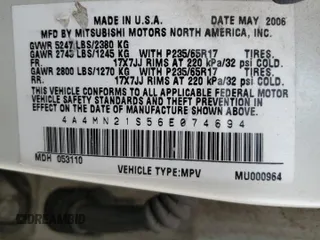 MADE IN U.S.A. DATE MAY 2006
MFD BY MITSUBISHI MOTORS NORTH AMERICA, INC.
GVWR 5247 LBS/2380 KG
GAWR 2745 LBS/1245 KG WITH P235/65R17 TIRES,
FR. 17X7JJ RIMS AT 220 kPa/32 psi COLD
GAWR 2800 LBS/1270 KG WITH P235/65R17 TIRES,
RR. 17X7JJ RIMS AT 220 kPa/32 psi COLD
THIS VEHICLE CONFORMS TO ALL APPLICABLE FEDERAL MOTOR
VEHICLE SAFETY AND THEFT PREVENTION STANDARDS IN
EFFECT ON THE DATE OF MANUFACTURE SHOWN ABOVE.
4A4MN21S56E074694
MDH 053110
VEHICLE TYPE:MPV
MU000964
©IDREAMOID